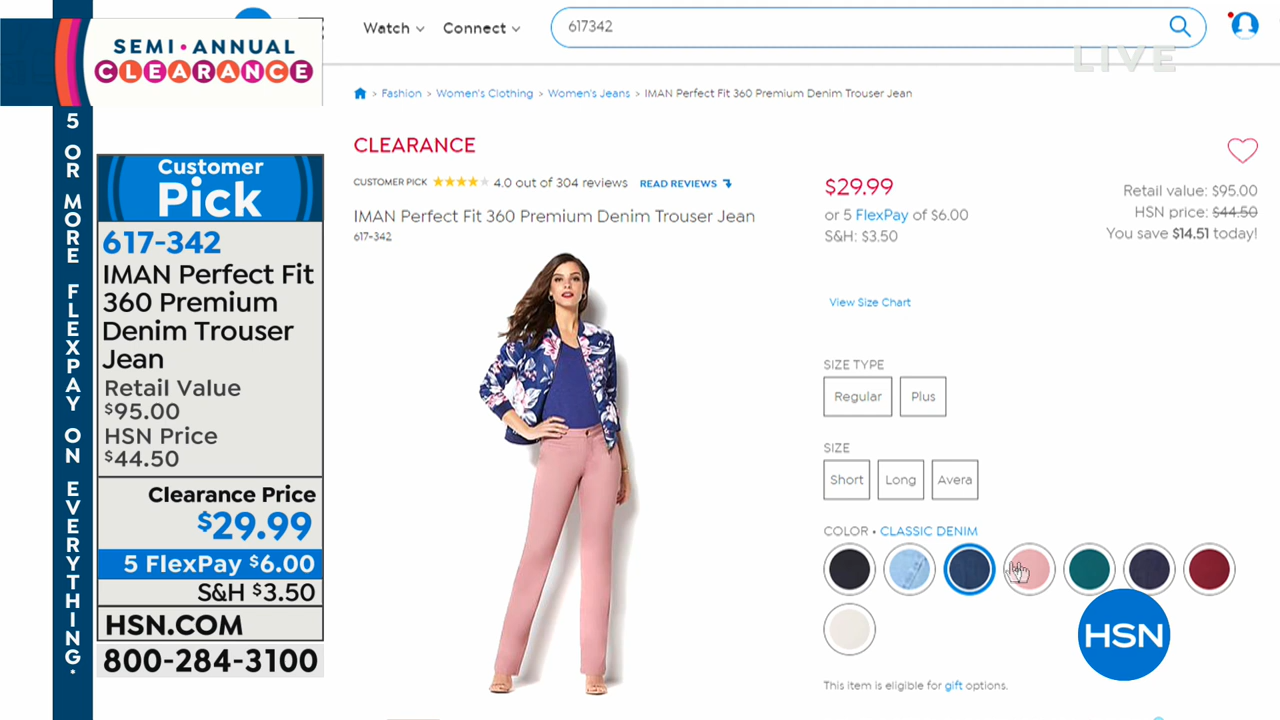 SEMI•ANNUAL
CLEARANCE
5 OR MORE FLEXPAY ON EVERYTHING.
Customer
Pick
617-342
IMAN Perfect Fit
360 Premium
Denim Trouser
Jean
Retail Value
$95.00
HSN Price
$44.50
Clearance Price
$29.99
5 FlexPay $6.00
S&H $3.50
HSN.COM
800-284-3100
Watch
Connect
617342
LIVE
> Fashion > Women's Clothing > Women's Jeans > IMAN Perfect Fit 360 Premium Denim Trouser Jean
CLEARANCE
CUSTOMER PICK 4.0 out of 304 reviews READ REVIEWS
IMAN Perfect Fit 360 Premium Denim Trouser Jean
617-342
$29.99
or 5 FlexPay of $6.00
S&H: $3.50
Retail value: $95.00
HSN price: $44.50
You save $14.51 today!
View Size Chart
SIZE TYPE
Regular
Plus
SIZE
Short
Long
Avera
COLOR • CLASSIC DENIM
HSN
This item is eligible for gift options.